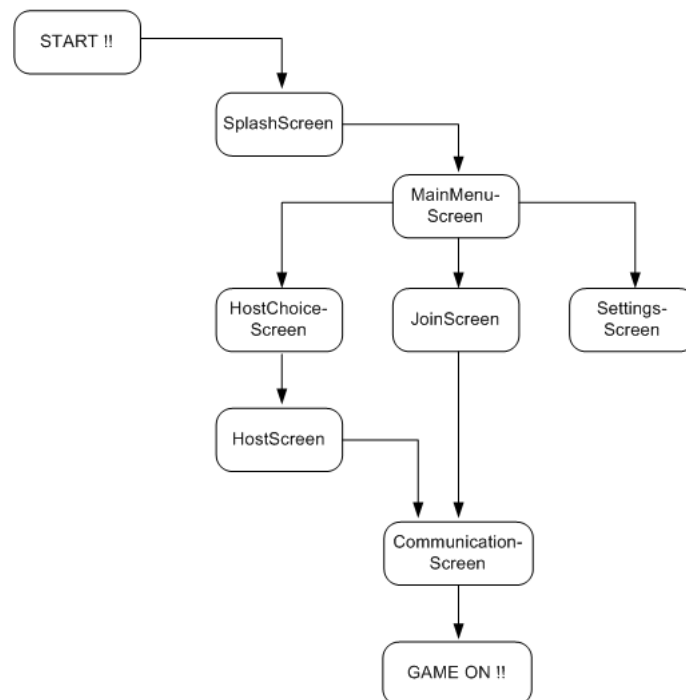 START !!
SplashScreen
MainMenu-
Screen
HostChoice-
Screen
JoinScreen
Settings-
Screen
HostScreen
Communication-
Screen
GAME ON !!